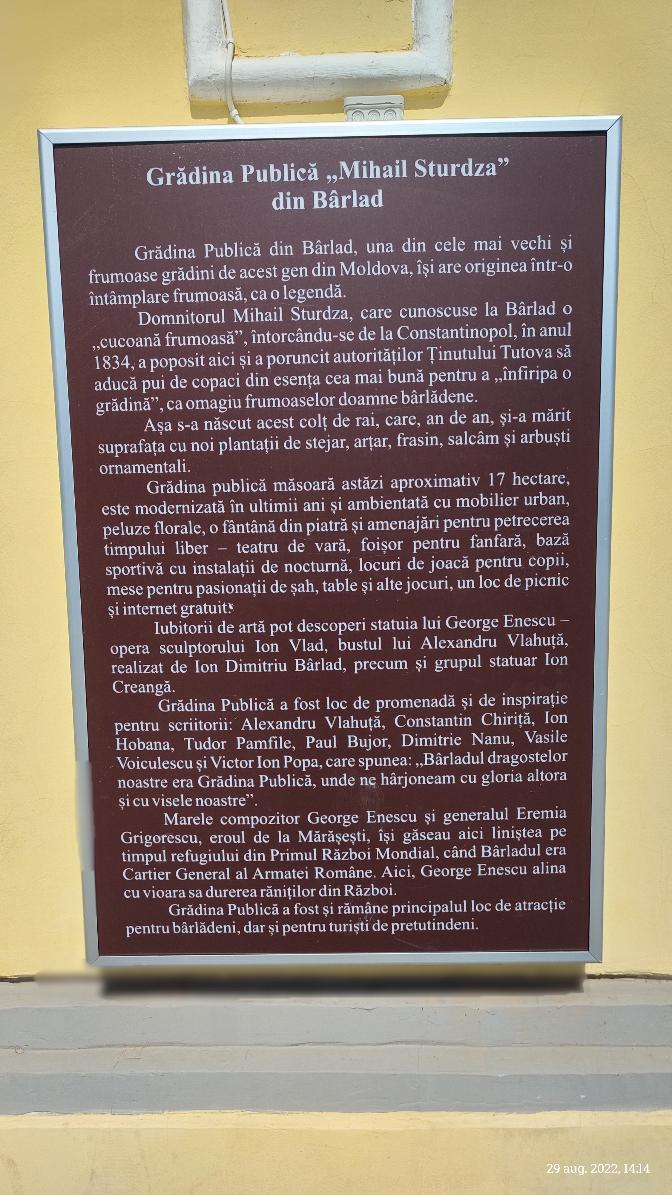 Grădina Publică „Mihail Sturdza”
din Bârlad
Grădina Publică din Bârlad, una din cele mai vechi și
frumoase grădini de acest gen din Moldova, își are originea într-o
întâmplare frumoasă, ca o legendă.
Domnitorul Mihail Sturdza, care cunoscuse la Bârlad o
„cucoană frumoasă”, întorcându-se de la Constantinopol, în anul
1834, a poposit aici și a poruncit autorităților Ținutului Tutova să
aducă pui de copaci din esența cea mai bună pentru a „înfiripa o
grădină”, ca omagiu frumoaselor doamne bârlădene.
Așa s-a născut acest colț de rai, care, an de an, și-a mărit
suprafața cu noi plantații de stejar, arțar, frasin, salcâm și arbuști
ornamentali.
Grădina publică măsoară astăzi aproximativ 17 hectare,
este modernizată în ultimii ani și ambientată cu mobilier urban,
peluze florale, o fântână din piatră și amenajări pentru petrecerea
timpului liber – teatru de vară, foișor pentru fanfară, bază
sportivă cu instalații de nocturnă, locuri de joacă pentru copii,
mese pentru pasionații de șah, table și alte jocuri, un loc de picnic
și internet gratuit.
Iubitorii de artă pot descoperi statuia lui George Enescu –
opera sculptorului Ion Vlad, bustul lui Alexandru Vlahuță,
realizat de Ion Dimitriu Bârlad, precum și grupul statuar Ion
Creangă.
Grădina Publică a fost loc de promenadă și de inspirație
pentru scriitorii: Alexandru Vlahuță, Constantin Chiriță, Ion
Hobana, Tudor Pamfile, Paul Bujor, Dimitrie Nanu, Vasile
Voiculescu și Victor Ion Popa, care spunea: „Bârladul dragostelor
noastre era Grădina Publică, unde ne hârjoneam cu gloria altora
și cu visele noastre”.
Marele compozitor George Enescu și generalul Eremia
Grigorescu, eroul de la Mărășești, își găseau aici liniștea pe
timpul refugiului din Primul Război Mondial, când Bârladul era
Cartier General al Armatei Române. Aici, George Enescu alina
cu vioara sa durerea răniților din Război.
Grădina Publică a fost și rămâne principalul loc de atracție
pentru bârlădeni, dar și pentru turiști de pretutindeni.
29 aug. 2022, 14:14